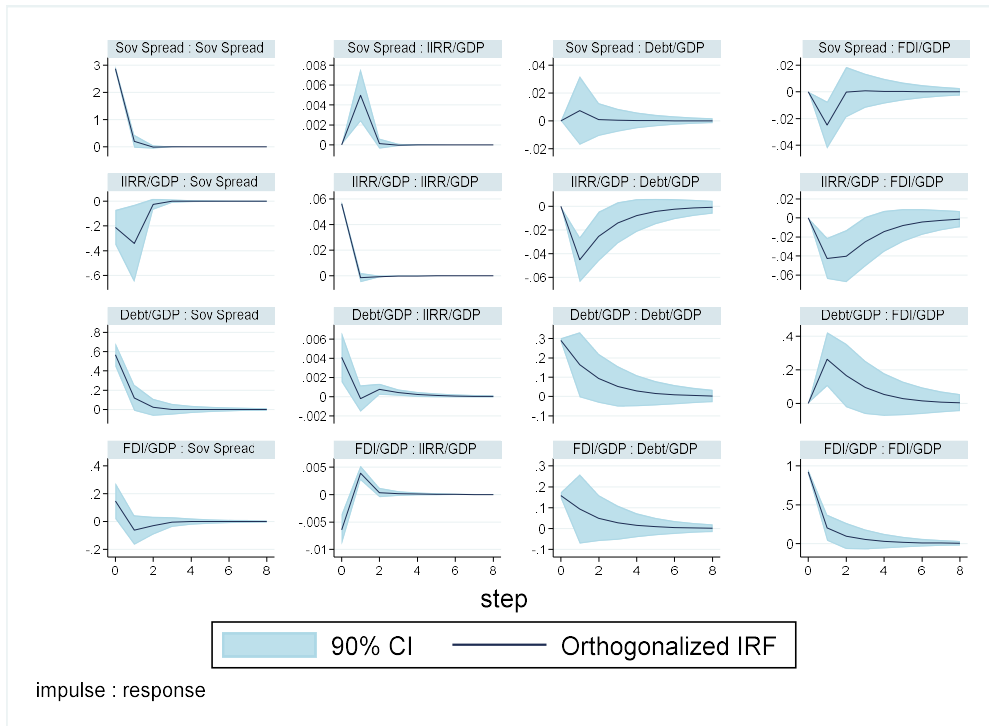 Sov Spread : Sov Spread
3
2
1
0
Sov Spread : IIRR/GDP
.008
.006
.004
.002
0
Sov Spread : Debt/GDP
.04
.02
0
-.02
Sov Spread : FDI/GDP
.02
0
-.02
-.04
IIRR/GDP : Sov Spread
0
-.2
-.4
-.6
IIRR/GDP : IIRR/GDP
.06
.04
.02
0
IIRR/GDP : Debt/GDP
0
-.02
-.04
-.06
IIRR/GDP : FDI/GDP
.02
0
-.02
-.04
-.06
Debt/GDP : Sov Spread
.8
.6
.4
.2
0
Debt/GDP : IIRR/GDP
.006
.004
.002
0
-.002
Debt/GDP : Debt/GDP
.3
.2
.1
0
-.1
Debt/GDP : FDI/GDP
.4
.2
0
FDI/GDP : Sov Spread
.4
.2
0
-.2
0 2 4 6 8
FDI/GDP : IIRR/GDP
.005
0
-.005
-.01
0 2 4 6 8
FDI/GDP : Debt/GDP
.3
.2
.1
0
-.1
0 2 4 6 8
FDI/GDP : FDI/GDP
1
.5
0
0 2 4 6 8
step
90% CI Orthogonalized IRF
impulse : response